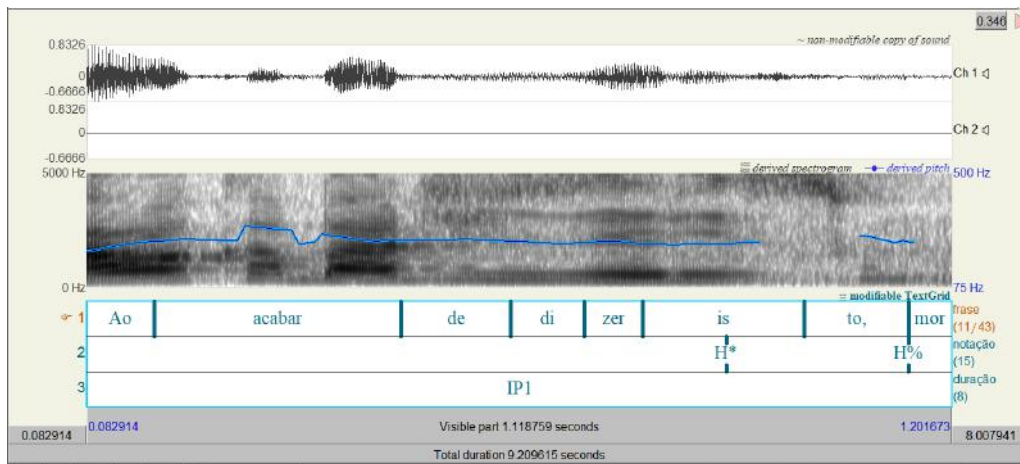 0.346
~ non-modifiable copy of sound
0.8326
0
-0.6666
Ch 1
0.8326
0
-0.6666
Ch 2
derived spectrogram derived pitch
5000 Hz
500 Hz
0 Hz
75 Hz
= modifiable TextGrid
1 Ao acabar de di zer is to, mor frase (11/43)
2 H* H% notação (15)
3 IP1 duração (8)
0.082914 0.082914 Visible part 1.118759 seconds 1.201673 8.007941
Total duration 9.209615 seconds